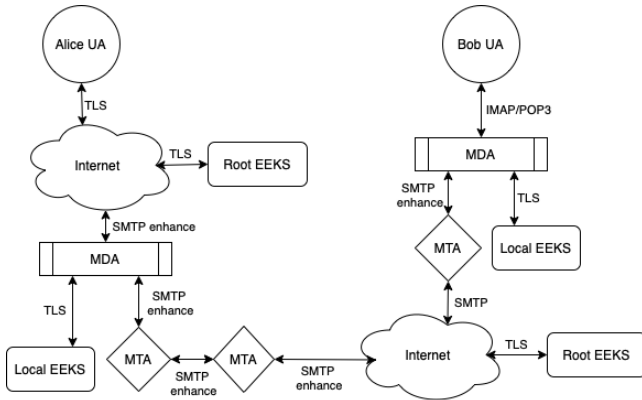 Alice UA
Bob UA
TLS
IMAP/POP3
Internet
TLS
Root EEKS
MDA
SMTP
enhance
TLS
SMTP enhance
MDA
MTA
Local EEKS
TLS
SMTP
enhance
SMTP
Local EEKS
MTA
SMTP
enhance
MTA
SMTP
enhance
Internet
TLS
Root EEKS